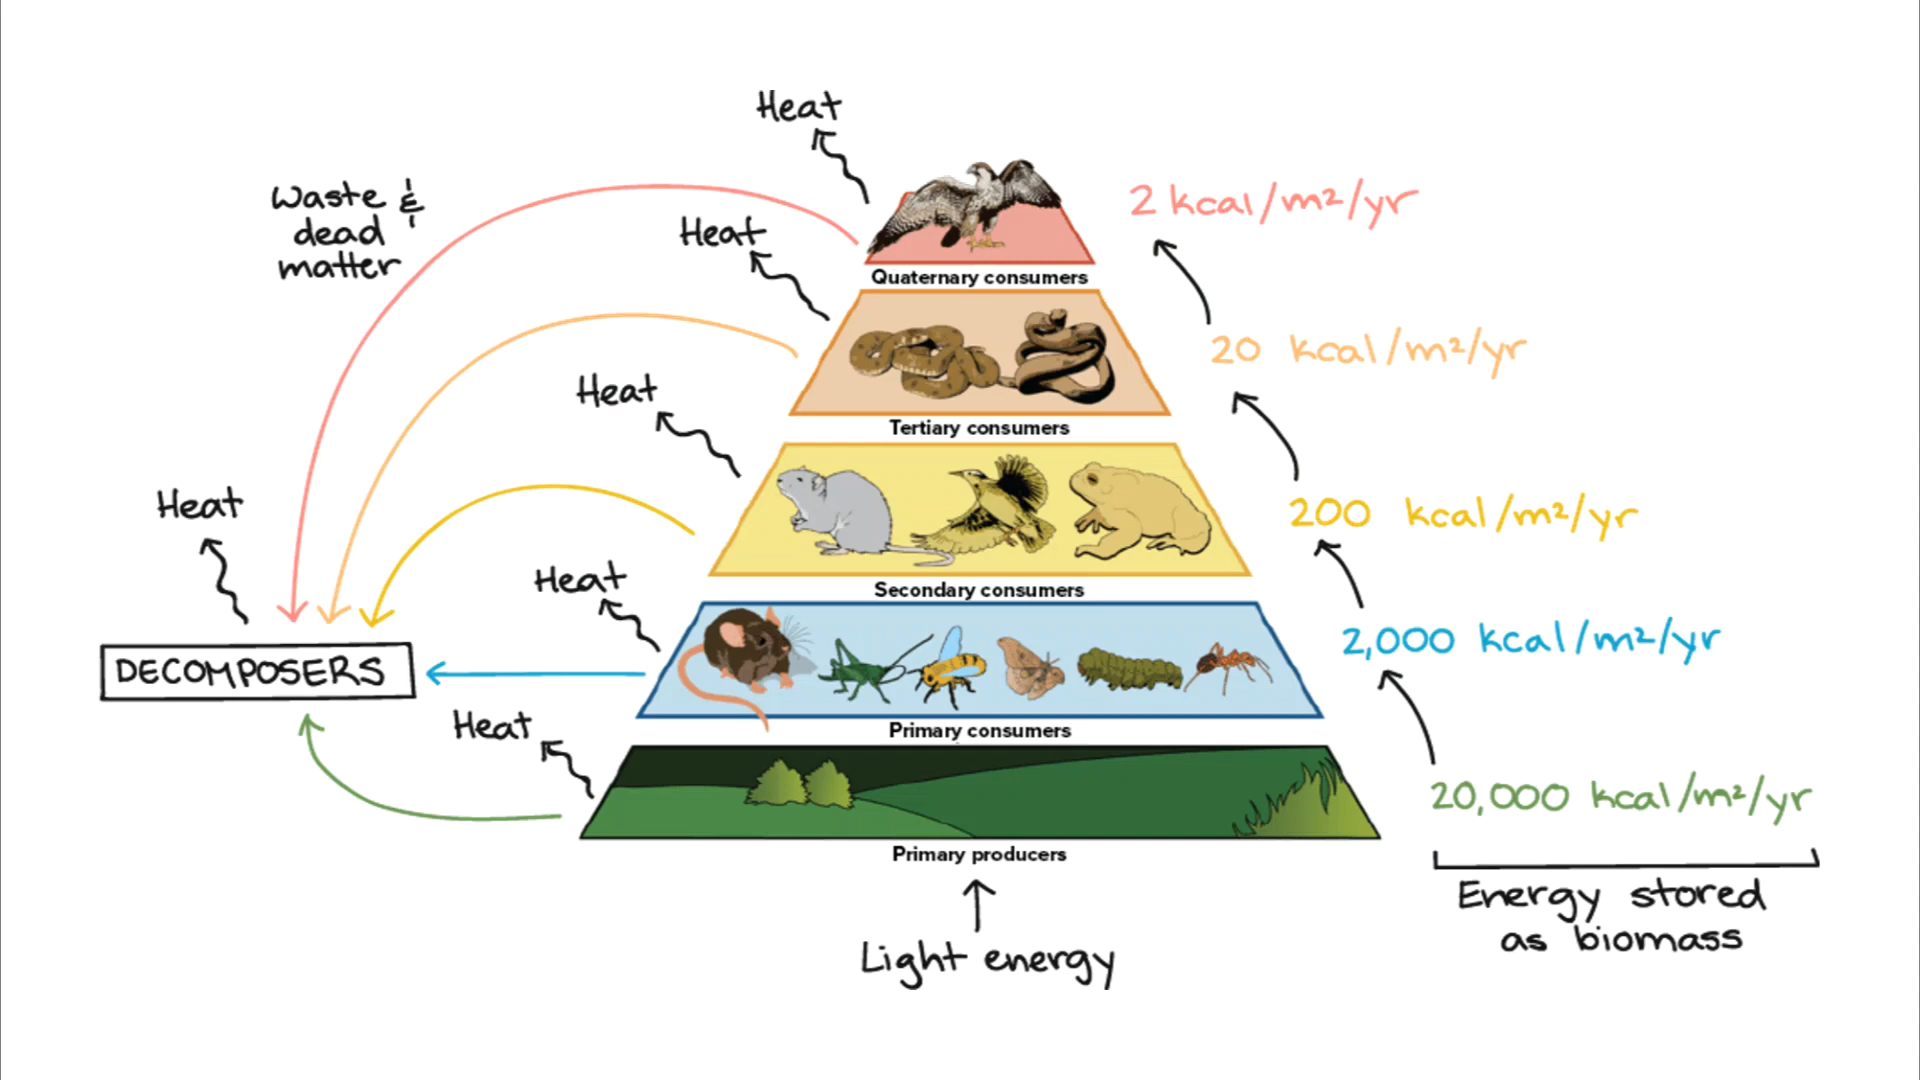 Heat
Waste &
dead
matter
2 kcal/m²/yr
Heat
Quaternary consumers
20 kcal/m²/yr
Heat
Tertiary consumers
Heat
200 kcal/m²/yr
Heat
Secondary consumers
2,000 kcal/m²/yr
DECOMPOSERS
Heat
Primary consumers
20,000 kcal/m²/yr
Primary producers
Light energy
Energy stored
as biomass